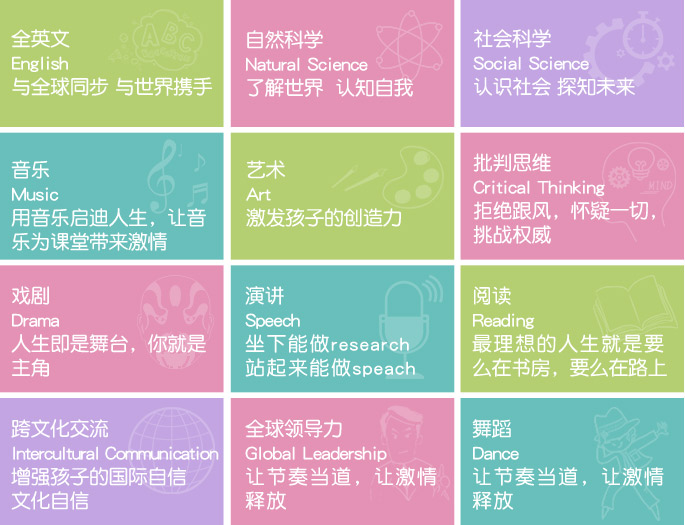 全英文
English
与全球同步 与世界携手
自然科学
Natural Science
了解世界 认知自我
社会科学
Social Science
认识社会 探知未来
音乐
Music
用音乐启迪人生，让音
乐为课堂带来激情
艺术
Art
激发孩子的创造力
批判思维
Critical Thinking
拒绝跟风，怀疑一切，
挑战权威
MIND
戏剧
Drama
人生即是舞台，你就是
主角
演讲
Speech
坐下能做research
站起来能做speach
阅读
Reading
最理想的人生就是要
么在书房，要么在路上
跨文化交流
Intercultural Communication
增强孩子的国际自信
文化自信
全球领导力
Global Leadership
让节奏当道，让激情
释放
舞蹈
Dance
让节奏当道，让激情
释放
ABC